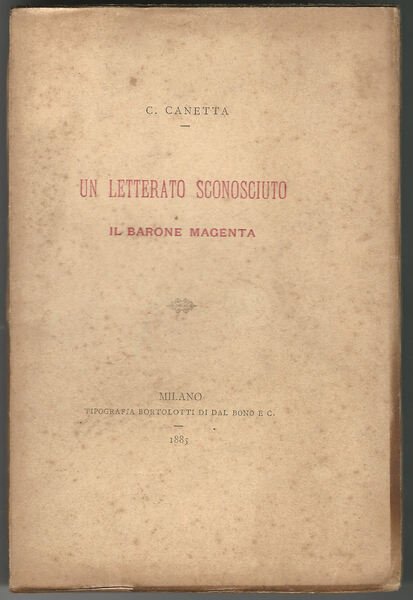 C. CANETTA
UN LETTERATO SCONOSCIUTO
IL BARONE MAGENTA
MILANO
TIPOGRAFIA BORTOLOTTI DI DAL BONO E C.
1885